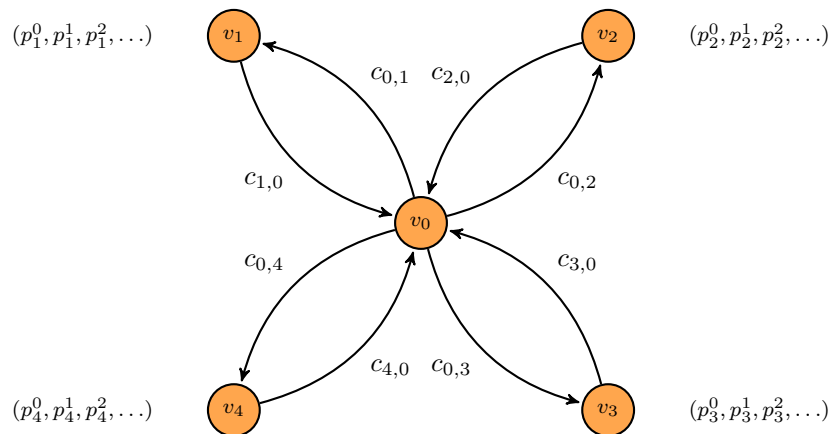 (p_1^0, p_1^1, p_1^2, ...) v_1 v_2 (p_2^0, p_2^1, p_2^2, ...)
c_{0,1} c_{2,0}
c_{1,0} c_{0,2}
v_0
c_{0,4} c_{3,0}
c_{4,0} c_{0,3}
(p_4^0, p_4^1, p_4^2, ...) v_4 v_3 (p_3^0, p_3^1, p_3^2, ...)